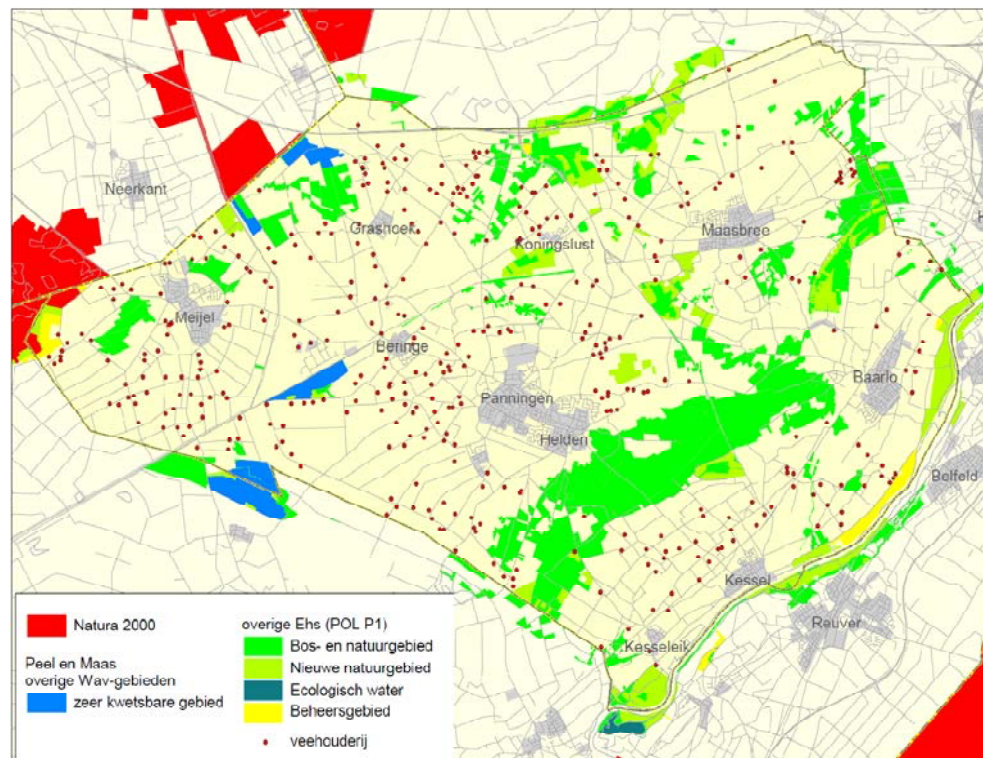 Neerkant
Grashoek
Koningslust
Maasbree
Meijel
Beringe
Baarlo
Panningen
Helden
Belfeld
Kessel
Reuver
Kesseleik
Natura 2000
Peel en Maas
overige Wav-gebieden
zeer kwetsbare gebied
overige Ehs (POL P1)
Bos- en natuurgebied
Nieuwe natuurgebied
Ecologisch water
Beheersgebied
veehouderij